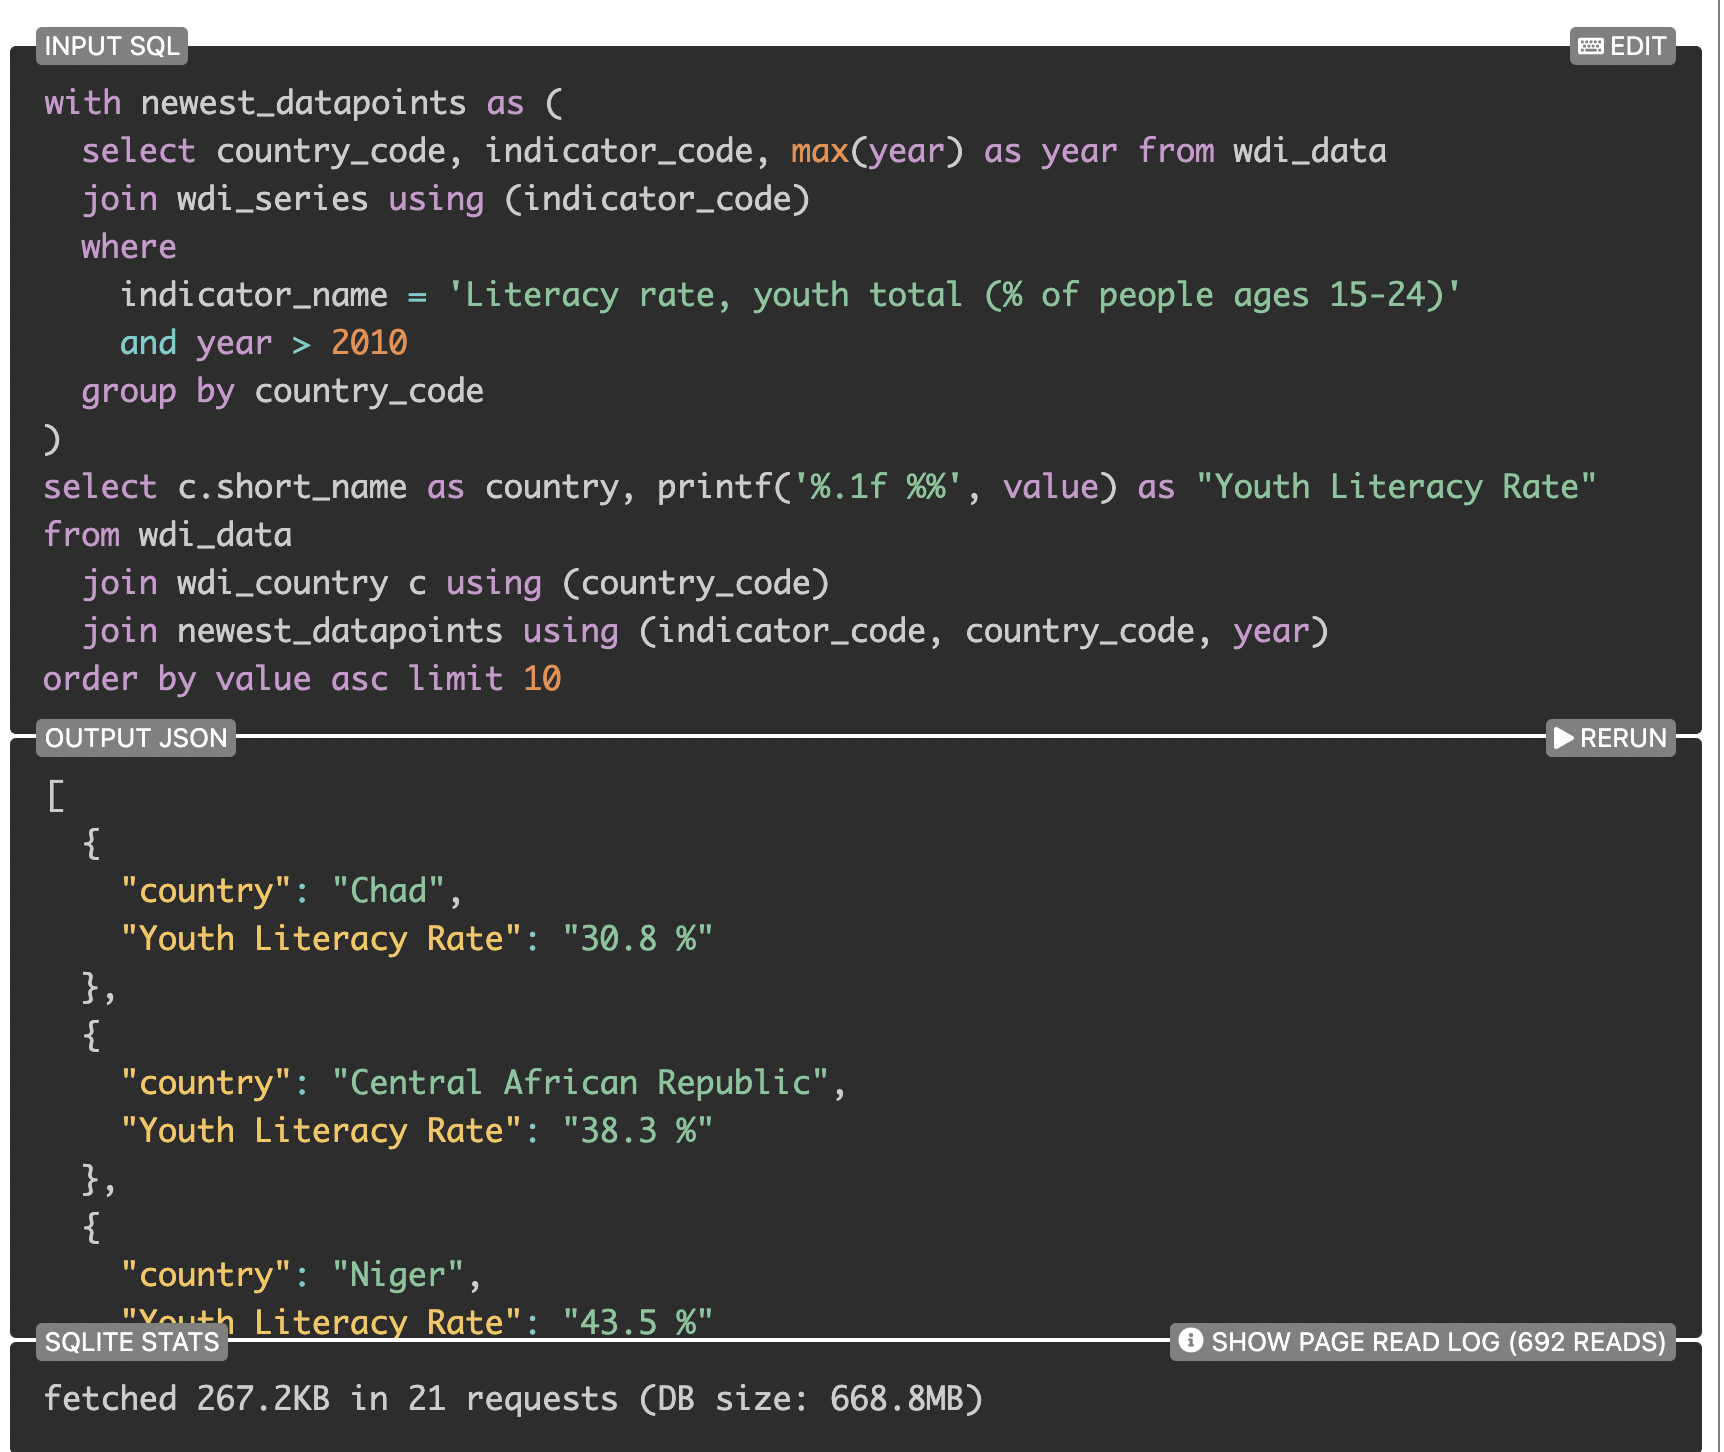 INPUT SQL
EDIT
with newest_datapoints as (
  select country_code, indicator_code, max(year) as year from wdi_data
  join wdi_series using (indicator_code)
  where
    indicator_name = 'Literacy rate, youth total (% of people ages 15-24)'
    and year > 2010
  group by country_code
)
select c.short_name as country, printf('%.1f %%', value) as "Youth Literacy Rate"
from wdi_data
  join wdi_country c using (country_code)
  join newest_datapoints using (indicator_code, country_code, year)
order by value asc limit 10
OUTPUT JSON
RERUN
[
  {
    "country": "Chad",
    "Youth Literacy Rate": "30.8 %"
  },
  {
    "country": "Central African Republic",
    "Youth Literacy Rate": "38.3 %"
  },
  {
    "country": "Niger",
    "Youth Literacy Rate": "43.5 %"
SQLITE STATS
SHOW PAGE READ LOG (692 READS)
fetched 267.2KB in 21 requests (DB size: 668.8MB)